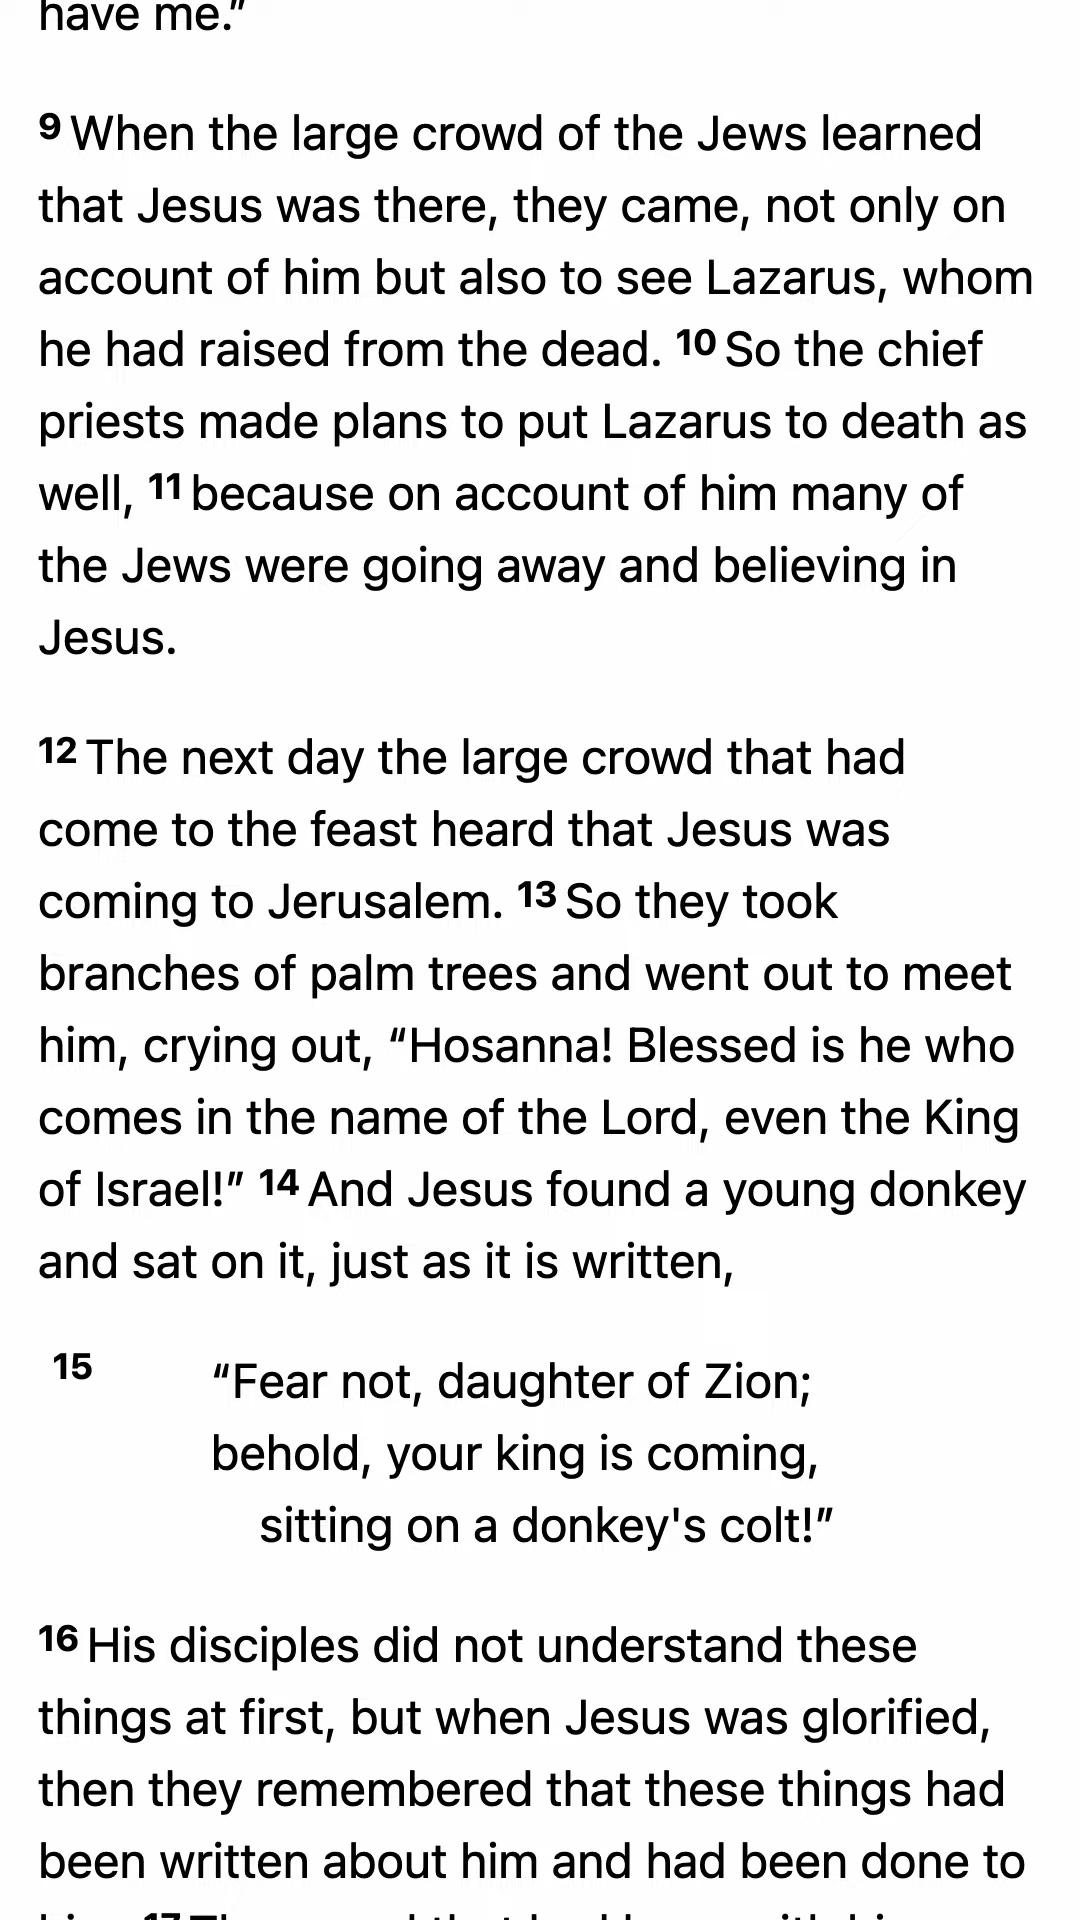 have me.”
9 When the large crowd of the Jews learned
that Jesus was there, they came, not only on
account of him but also to see Lazarus, whom
he had raised from the dead. 10 So the chief
priests made plans to put Lazarus to death as
well, 11 because on account of him many of
the Jews were going away and believing in
Jesus.
12 The next day the large crowd that had
come to the feast heard that Jesus was
coming to Jerusalem. 13 So they took
branches of palm trees and went out to meet
him, crying out, “Hosanna! Blessed is he who
comes in the name of the Lord, even the King
of Israel!” 14 And Jesus found a young donkey
and sat on it, just as it is written,
15 “Fear not, daughter of Zion;
behold, your king is coming,
sitting on a donkey's colt!”
16 His disciples did not understand these
things at first, but when Jesus was glorified,
then they remembered that these things had
been written about him and had been done to